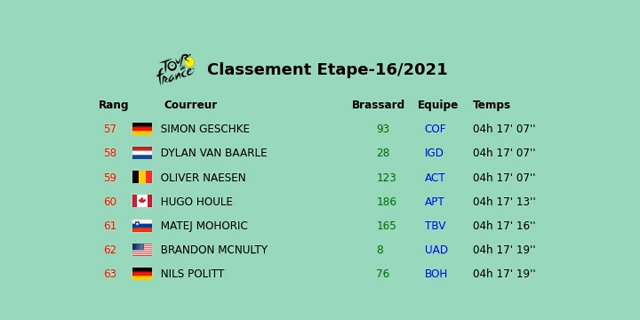 TOUR
DE
FRANCE
Classement Etape-16/2021
Rang Courreur Brassard Equipe Temps
57 SIMON GESCHKE 93 COF 04h 17' 07''
58 DYLAN VAN BAARLE 28 IGD 04h 17' 07''
59 OLIVER NAESEN 123 ACT 04h 17' 07''
60 HUGO HOULE 186 APT 04h 17' 13''
61 MATEJ MOHORIC 165 TBV 04h 17' 16''
62 BRANDON MCNULTY 8 UAD 04h 17' 19''
63 NILS POLITT 76 BOH 04h 17' 19''